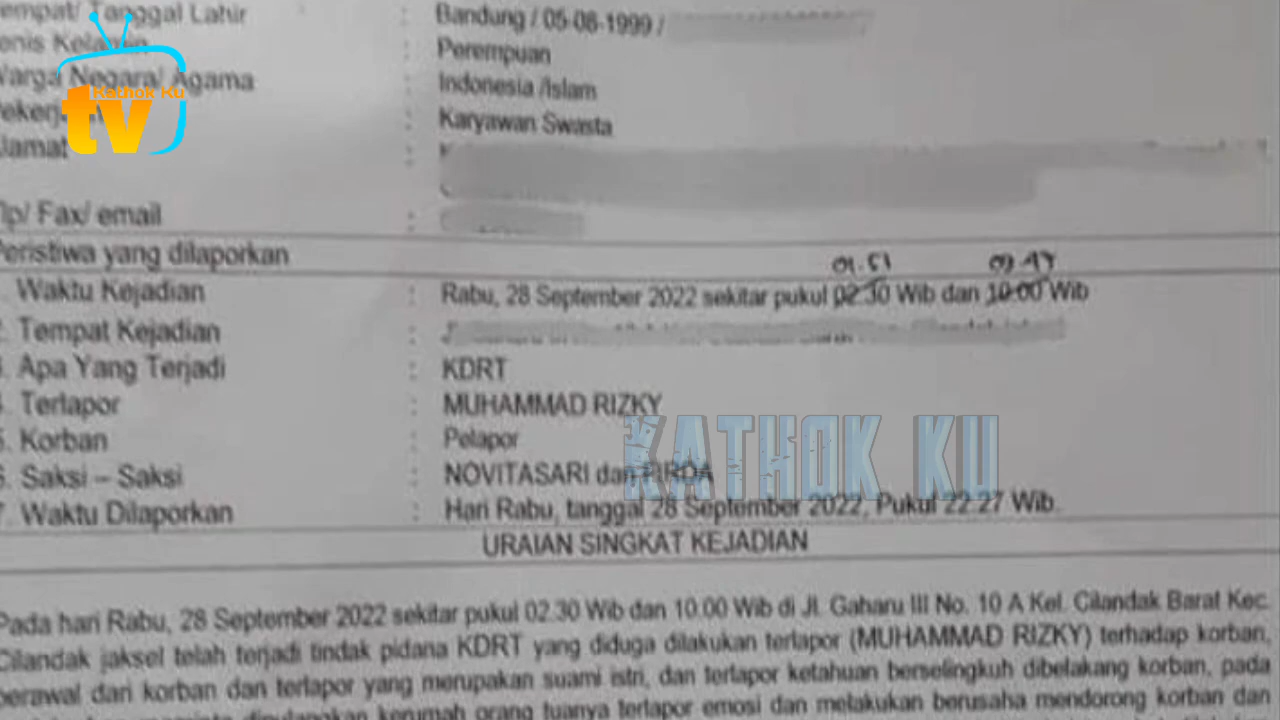 empat/ Tanggal Lahir : Bandung / 05-08-1999 /
enis Kelamin : Perempuan
Warga Negara/ Agama : Indonesia /Islam
Kathok Ku
tv
: Karyawan Swasta
lamat :
Tlp/ Fax/ email :
Peristiwa yang dilaporkan
01.51 09.47
Waktu Kejadian : Rabu, 28 September 2022 sekitar pukul 02.30 Wib dan 10.00 Wib
2. Tempat Kejadian :
3. Apa Yang Terjadi : KDRT
4. Terlapor : MUHAMMAD RIZKY
5. Korban : Pelapor
KATHOK KU
6. Saksi – Saksi : NOVITASARI dan FIRDA
7. Waktu Dilaporkan : Hari Rabu, tanggal 28 September 2022, Pukul 22.27 Wib.
URAIAN SINGKAT KEJADIAN
Pada hari Rabu, 28 September 2022 sekitar pukul 02.30 Wib dan 10.00 Wib di Jl. Gaharu III No. 10 A Kel. Cilandak Barat Kec.
Cilandak jaksel telah terjadi tindak pidana KDRT yang diduga dilakukan terlapor (MUHAMMAD RIZKY) terhadap korban,
berawal dari korban dan terlapor yang merupakan suami istri, dan terlapor ketahuan berselingkuh dibelakang korban, pada
dipulangkan kerumah orang tuanya terlapor emosi dan melakukan berusaha mendorong korban dan